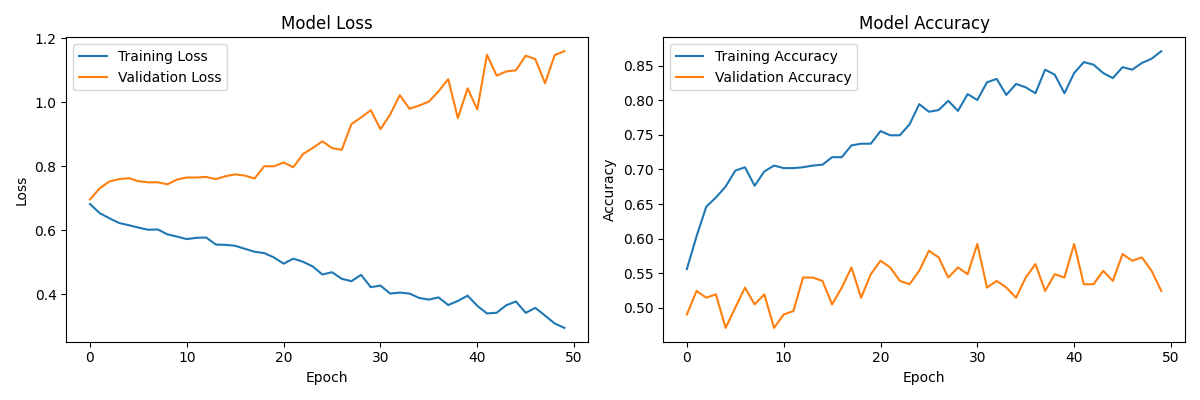 Model Loss
Training Loss
Validation Loss
1.2
1.0
0.8
0.6
0.4
Loss
0 10 20 30 40 50
Epoch
Model Accuracy
Training Accuracy
Validation Accuracy
0.85
0.80
0.75
0.70
0.65
0.60
0.55
0.50
Accuracy
0 10 20 30 40 50
Epoch